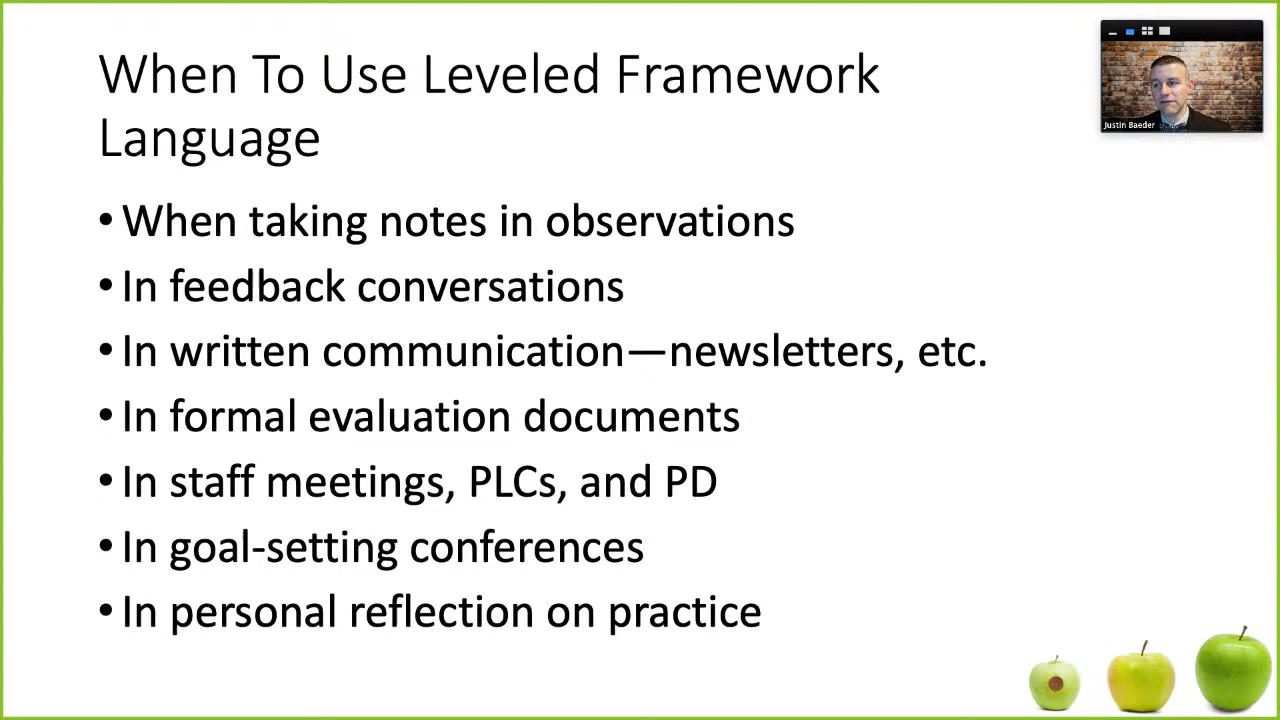 When To Use Leveled Framework
Language
• When taking notes in observations
• In feedback conversations
• In written communication—newsletters, etc.
• In formal evaluation documents
• In staff meetings, PLCs, and PD
• In goal-setting conferences
• In personal reflection on practice
Justin Baeder